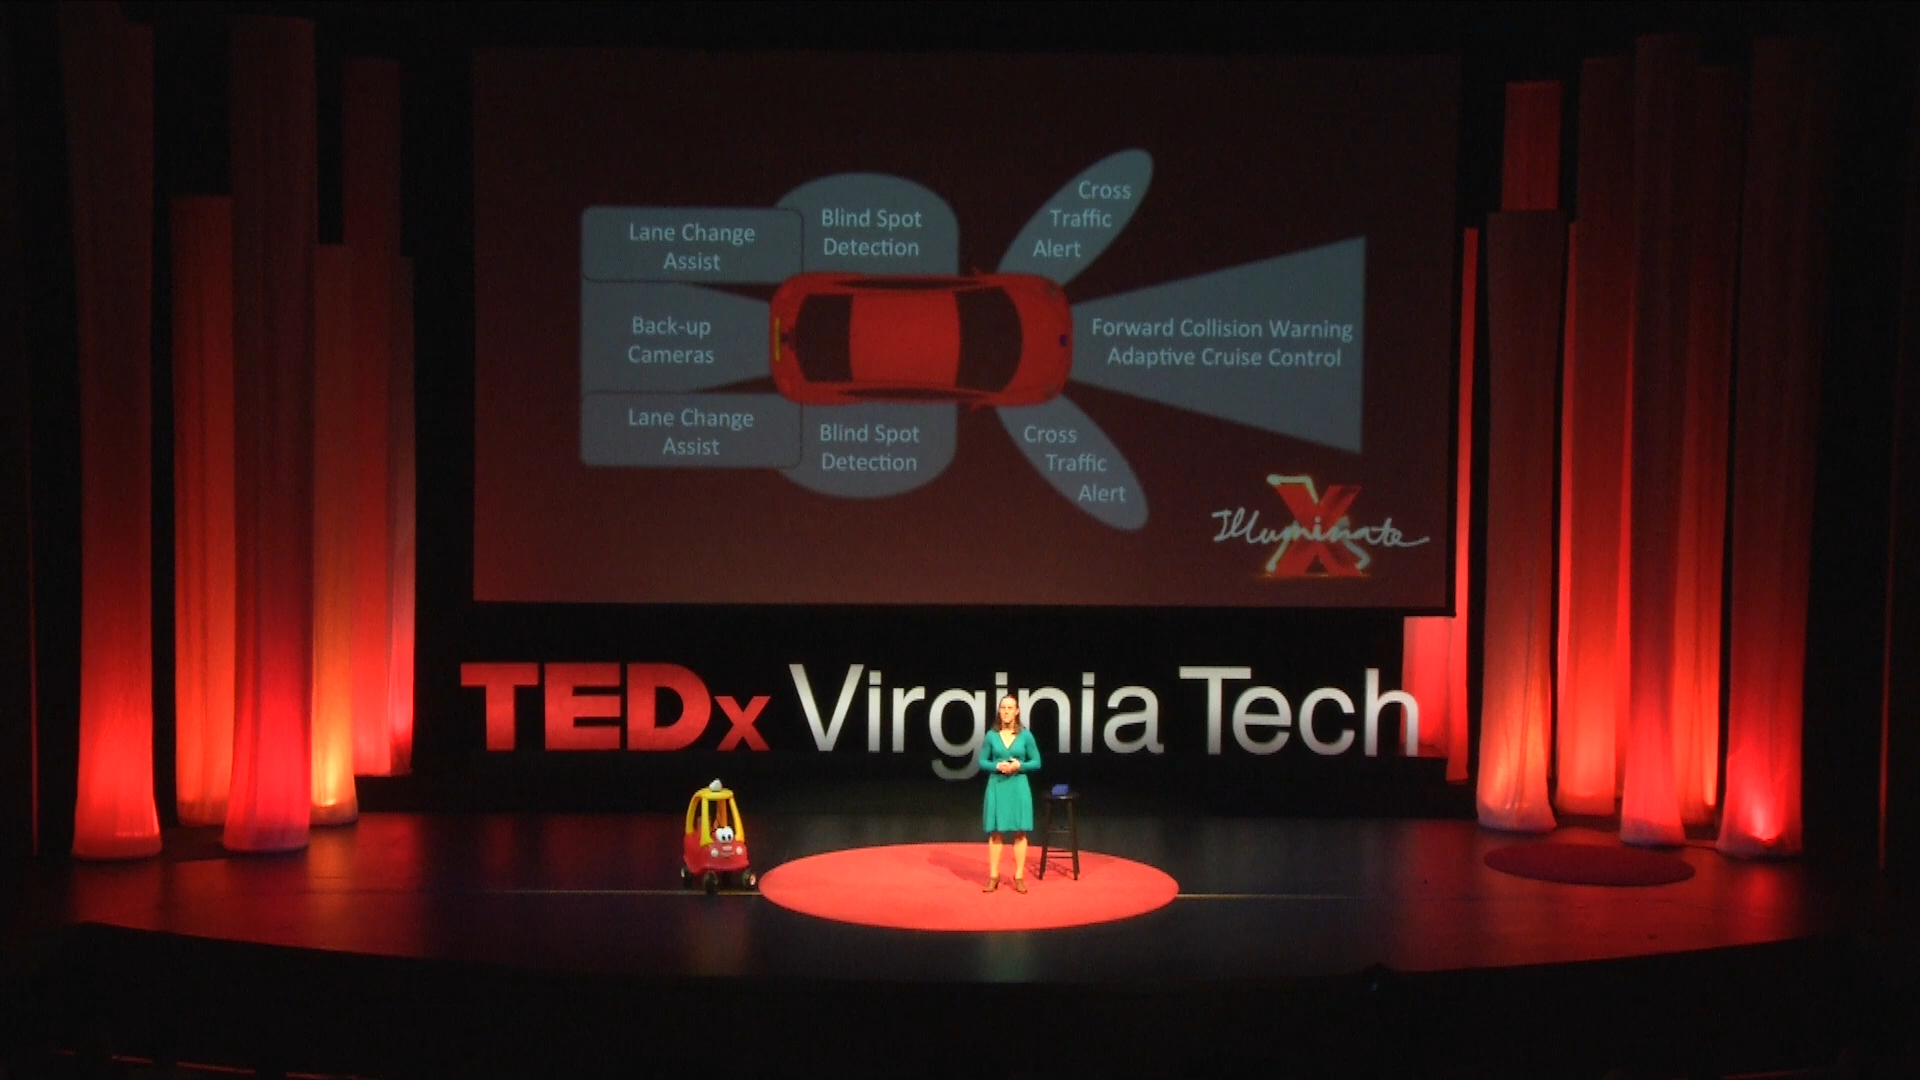 Lane Change
Assist
Blind Spot
Detection
Cross
Traffic
Alert
Back-up
Cameras
Forward Collision Warning
Adaptive Cruise Control
Lane Change
Assist
Blind Spot
Detection
Cross
Traffic
Alert
X
Illuminate
TEDx Virginia Tech